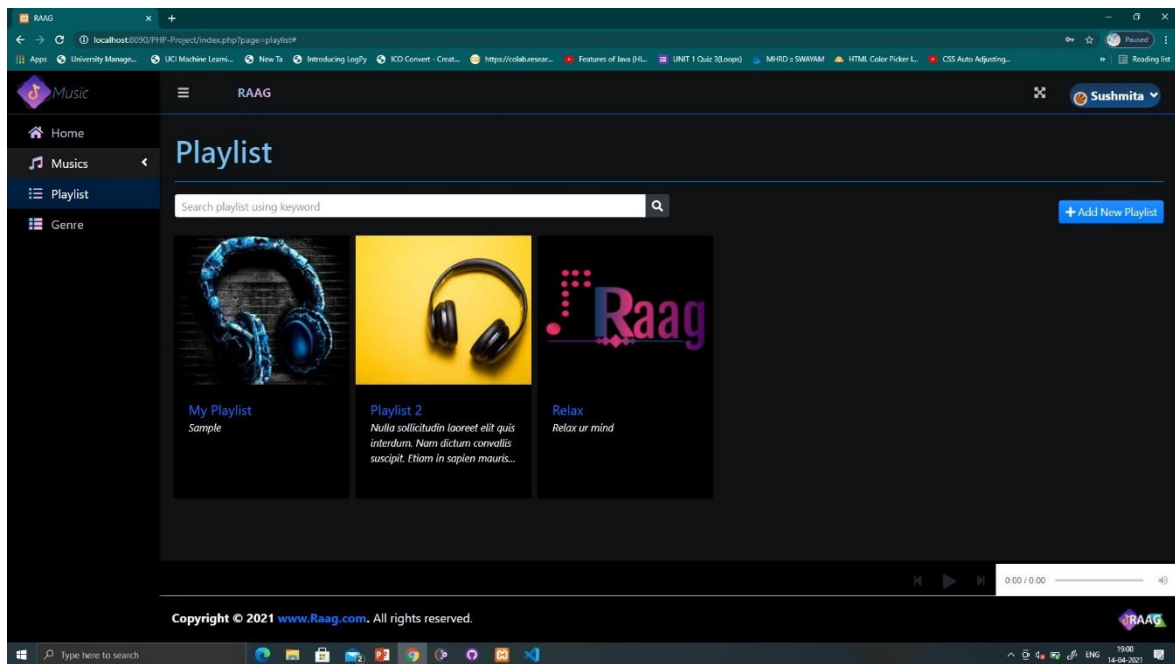 RAAG
localhost:8090/PHP-Project/index.php?page=playlist#
Paused
Apps University Manage... UCI Machine Learni... New Ta Introducing LogPy ICO Convert - Creat... https://colab.resear... Features of Java (HL... UNIT 1 Quiz 3(Loops) MHRD :: SWAYAM HTML Color Picker I... CSS Auto Adjusting... » Reading list
Music
RAAG
Sushmita
Home
Musics
Playlist
Genre
Playlist
Search playlist using keyword
Add New Playlist
Raag
My Playlist
Sample
Playlist 2
Nulla sollicitudin laoreet elit quis
interdum. Nam dictum convallis
suscipit. Etiam in sapien mauris...
Relax
Relax ur mind
0:00 / 0:00
Copyright © 2021 www.Raag.com. All rights reserved.
RAAG
Type here to search
ENG
19:00
14-04-2021